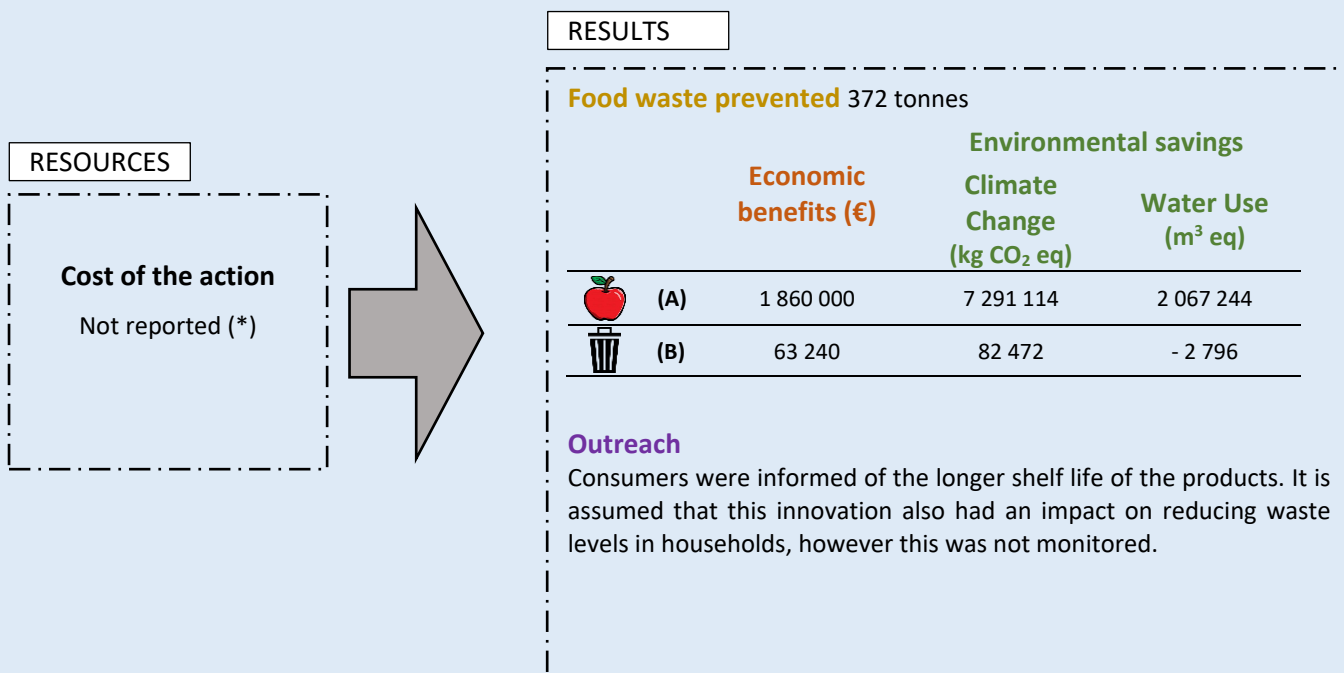 RESOURCES
Cost of the action
Not reported (*)
RESULTS
Food waste prevented 372 tonnes
Environmental savings
Economic
benefits (€)
Climate
Change
(kg CO₂ eq)
Water Use
(m³ eq)
(A) 1 860 000 7 291 114 2 067 244
(B) 63 240 82 472 - 2 796
Outreach
Consumers were informed of the longer shelf life of the products. It is
assumed that this innovation also had an impact on reducing waste
levels in households, however this was not monitored.